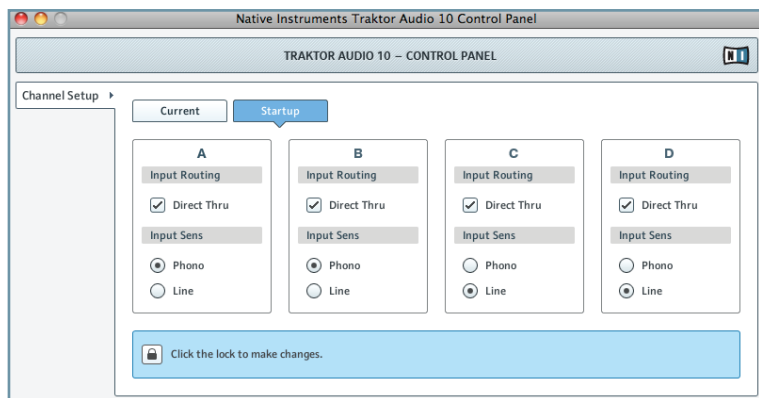 Native Instruments Traktor Audio 10 Control Panel
TRAKTOR AUDIO 10 – CONTROL PANEL
NI
Channel Setup
Current Startup
A B C D
Input Routing Input Routing Input Routing Input Routing
Direct Thru Direct Thru Direct Thru Direct Thru
Input Sens Input Sens Input Sens Input Sens
Phono Phono Phono Phono
Line Line Line Line
Click the lock to make changes.